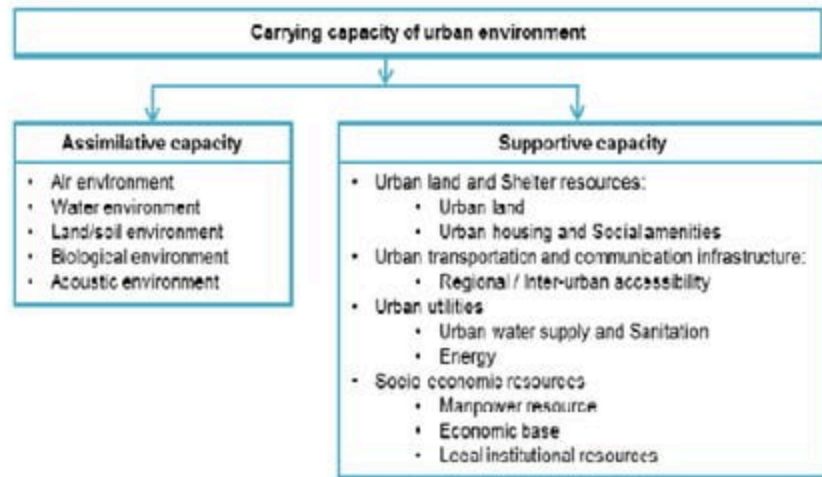 Carrying capacity of urban environment
Assimilative capacity
• Air environment
• Water environment
• Land/soil environment
• Biological environment
• Acoustic environment
Supportive capacity
• Urban land and Shelter resources:
• Urban land
• Urban housing and Social amenities
• Urban transportation and communication infrastructure:
• Regional / Inter-urban accessibility
• Urban utilities
• Urban water supply and Sanitation
• Energy
• Socio economic resources
• Manpower resource
• Economic base
• Local institutional resources